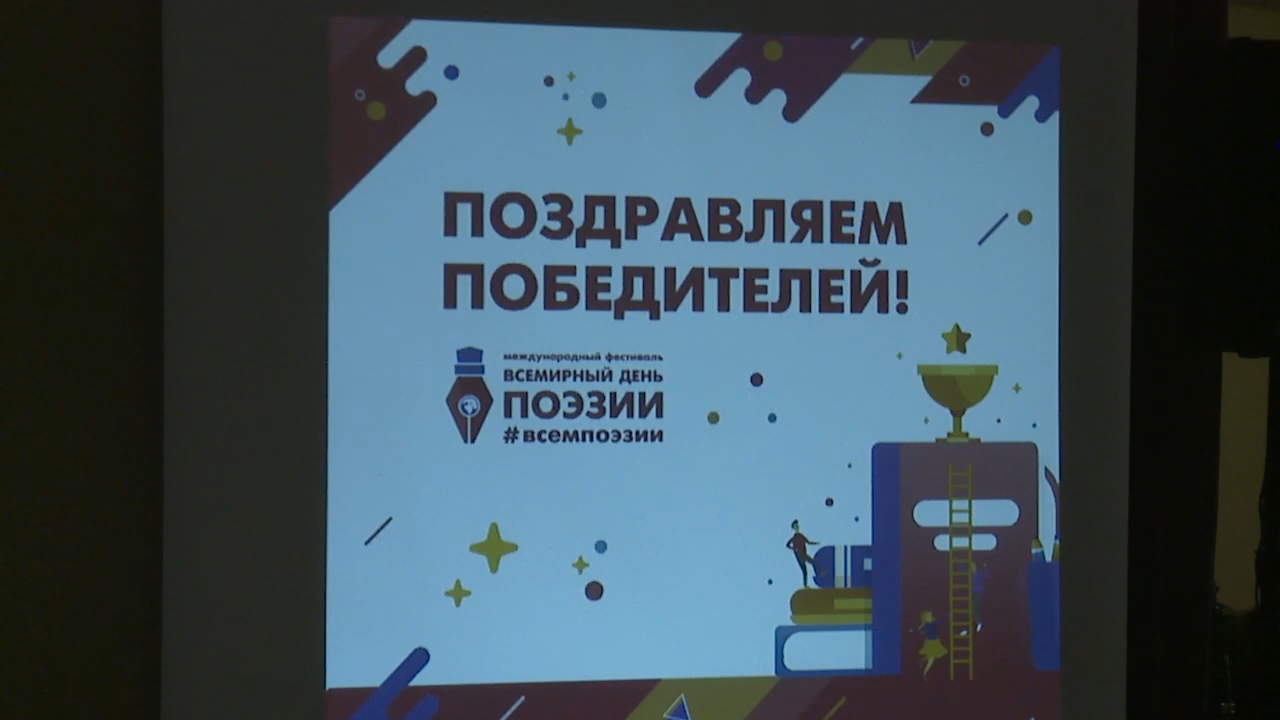 ПОЗДРАВЛЯЕМ
ПОБЕДИТЕЛЕЙ!
международный фестиваль
ВСЕМИРНЫЙ ДЕНЬ
ПОЭЗИИ
#всемпоэзии